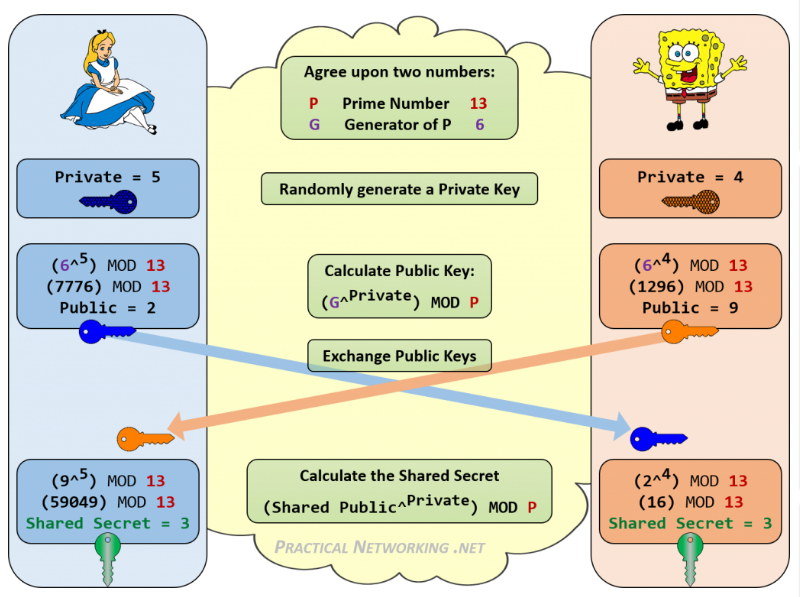 Agree upon two numbers:
P Prime Number 13
G Generator of P 6
Private = 5
Randomly generate a Private Key
Private = 4
(6^5) MOD 13
(7776) MOD 13
Public = 2
Calculate Public Key:
(G^Private) MOD P
(6^4) MOD 13
(1296) MOD 13
Public = 9
Exchange Public Keys
(9^5) MOD 13
(59049) MOD 13
Shared Secret = 3
Calculate the Shared Secret
(Shared Public^Private) MOD P
(2^4) MOD 13
(16) MOD 13
Shared Secret = 3
PRACTICAL NETWORKING .NET